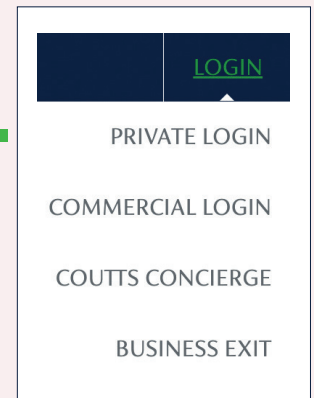 LOGIN
PRIVATE LOGIN
COMMERCIAL LOGIN
COUTTS CONCIERGE
BUSINESS EXIT